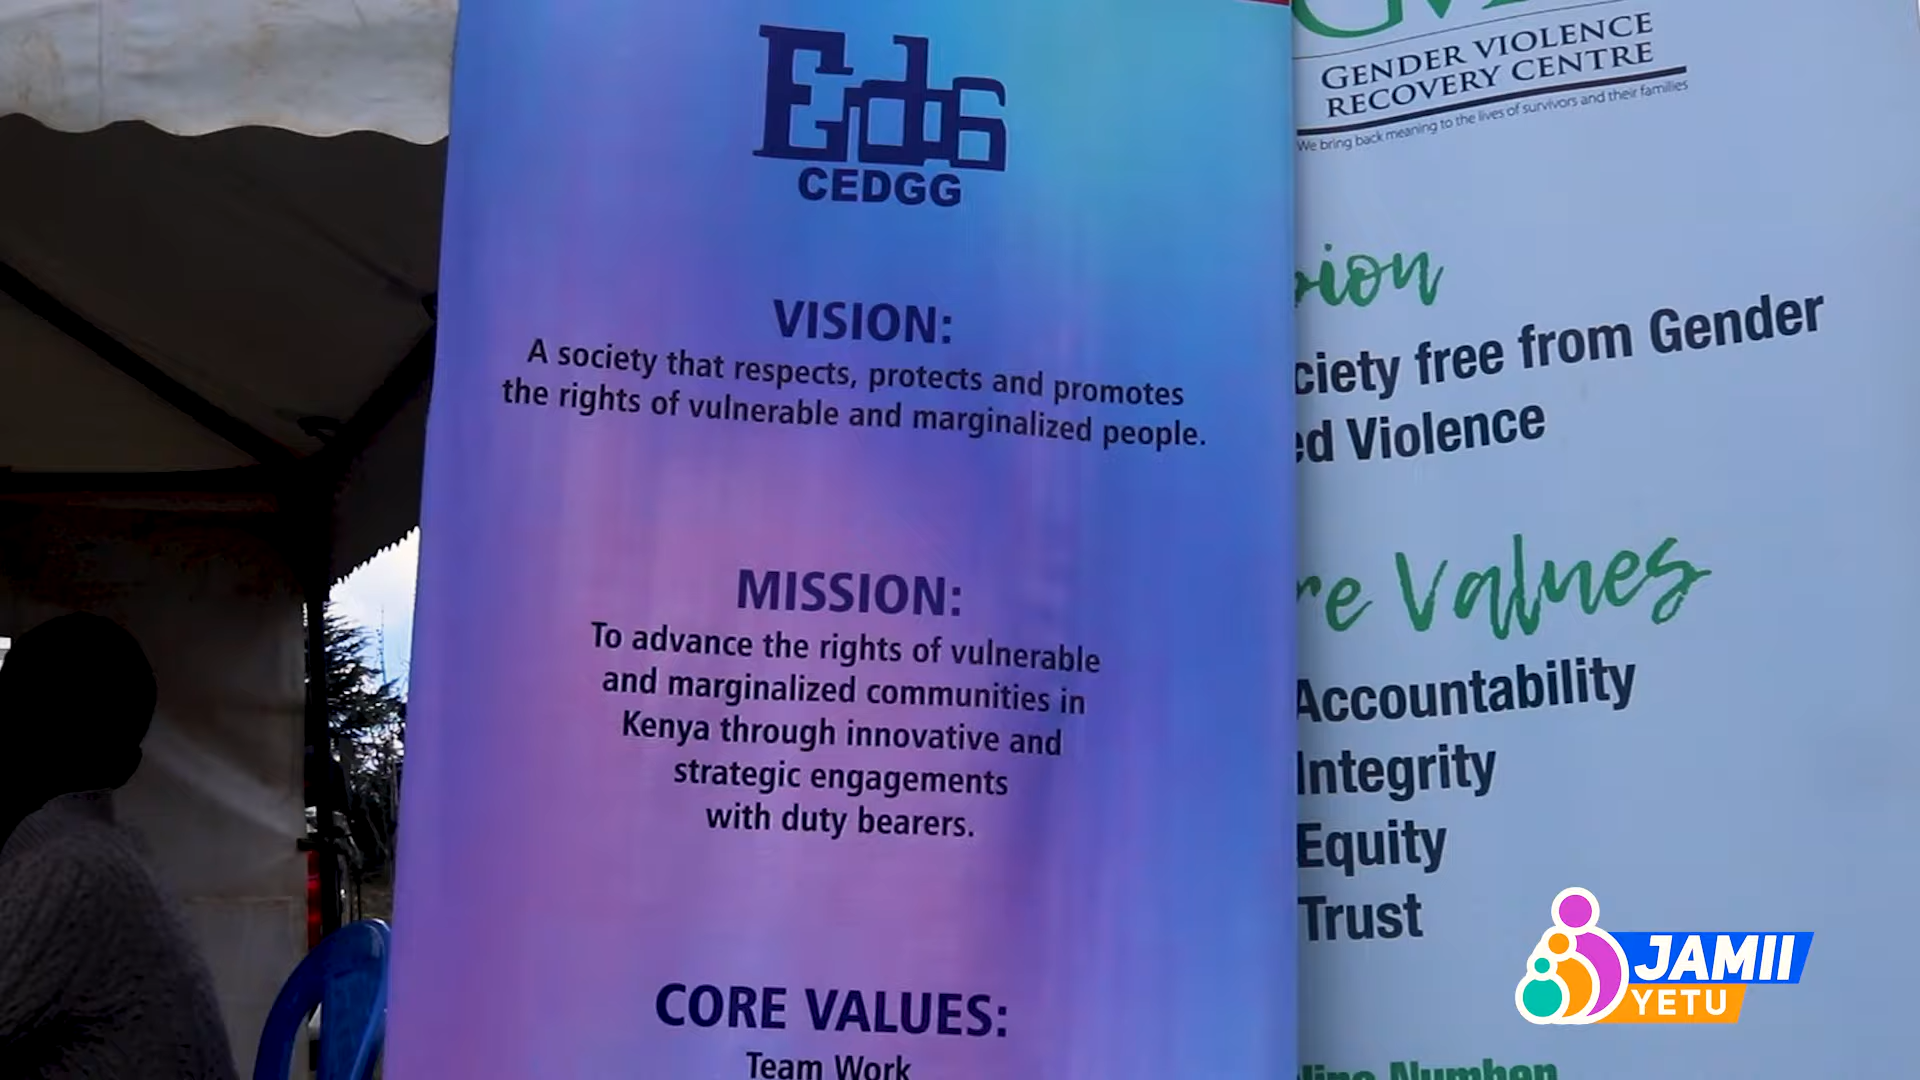 CEDGG
VISION:
A society that respects, protects and promotes
the rights of vulnerable and marginalized people.
MISSION:
To advance the rights of vulnerable
and marginalized communities in
Kenya through innovative and
strategic engagements
with duty bearers.
CORE VALUES:
Team Work
GENDER VIOLENCE
RECOVERY CENTRE
We bring back meaning to the lives of survivors and their families
free from Gender
Violence
Values
Accountability
Integrity
Equity
Trust
JAMII
YETU